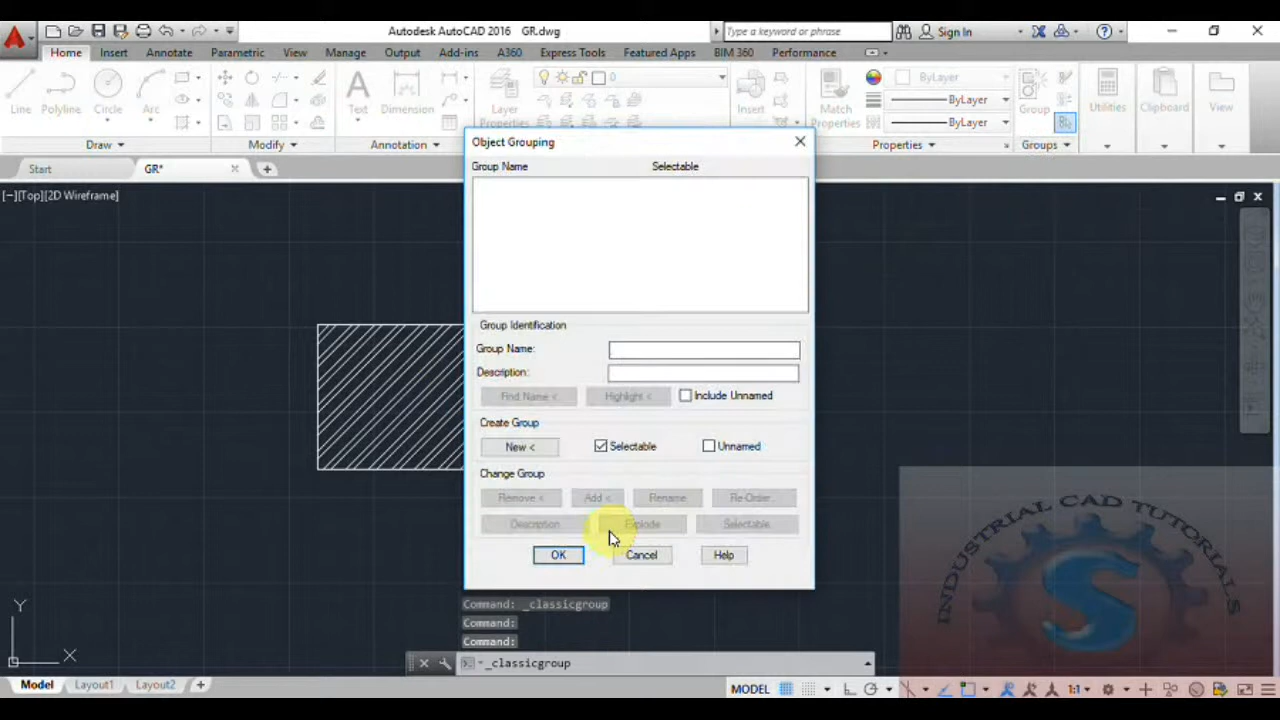 Autodesk AutoCAD 2016 GR.dwg
Type a keyword or phrase
Sign In
Home Insert Annotate Parametric View Manage Output Add-ins A360 Express Tools Featured Apps BIM 360 Performance
0
ByLayer
ByLayer
ByLayer
Line Polyline Circle Arc Text Dimension Layer Properties Insert Match Properties Group Utilities Clipboard View
Draw Modify Annotation Properties Groups
Start GR*
[−][Top][2D Wireframe]
Object Grouping
Group Name Selectable
Group Identification
Group Name:
Description:
Find Name < Highlight < Include Unnamed
Create Group
New < Selectable Unnamed
Change Group
Remove < Add < Rename Re-Order...
Description Explode Selectable
OK Cancel Help
INDUSTRIAL CAD TUTORIALS
S
Command: _classicgroup
Command:
Command:
Y
X
_classicgroup
Model Layout1 Layout2 +
MODEL 1:1